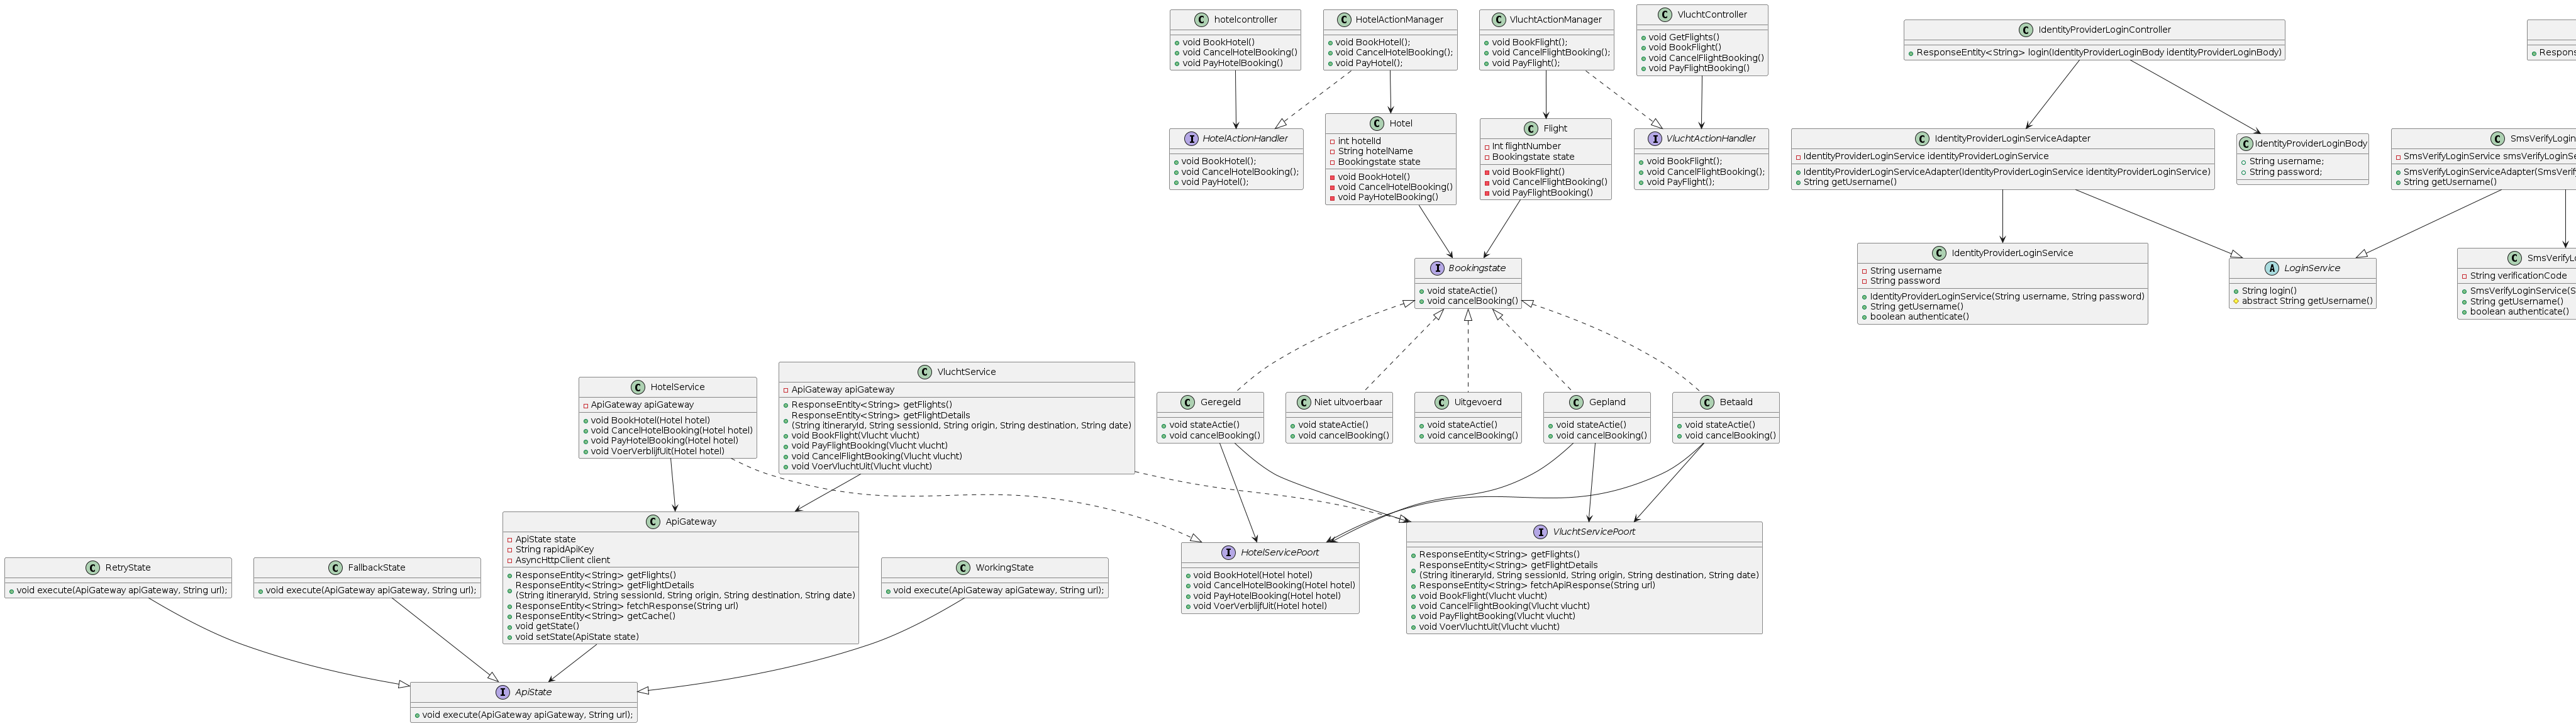 hotelcontroller
void BookHotel()
void CancelHotelBooking()
void PayHotelBooking()
HotelActionManager
void BookHotel();
void CancelHotelBooking();
void PayHotel();
VluchtActionManager
void BookFlight();
void CancelFlightBooking();
void PayFlight();
VluchtController
void GetFlights()
void BookFlight()
void CancelFlightBooking()
void PayFlightBooking()
IdentityProviderLoginController
ResponseEntity<String> login(IdentityProviderLoginBody identityProviderLoginBody)
Respons
I HotelActionHandler
void BookHotel();
void CancelHotelBooking();
void PayHotel();
Hotel
int hotelId
String hotelName
Bookingstate state
void BookHotel()
void CancelHotelBooking()
void PayHotelBooking()
Flight
Int flightNumber
Bookingstate state
void BookFlight()
void CancelFlightBooking()
void PayFlightBooking()
VluchtActionHandler
void BookFlight();
void CancelFlightBooking();
void PayFlight();
IdentityProviderLoginServiceAdapter
IdentityProviderLoginService identityProviderLoginService
IdentityProviderLoginServiceAdapter(IdentityProviderLoginService identityProviderLoginService)
String getUsername()
IdentityProviderLoginBody
String username;
String password;
SmsVerifyLogin
SmsVerifyLoginService smsVerifyLoginSe
SmsVerifyLoginServiceAdapter(SmsVerify
String getUsername()
Bookingstate
void stateActie()
void cancelBooking()
IdentityProviderLoginService
String username
String password
IdentityProviderLoginService(String username, String password)
String getUsername()
boolean authenticate()
LoginService
String login()
abstract String getUsername()
SmsVerifyLo
String verificationCode
SmsVerifyLoginService(S
String getUsername()
boolean authenticate()
HotelService
ApiGateway apiGateway
void BookHotel(Hotel hotel)
void CancelHotelBooking(Hotel hotel)
void PayHotelBooking(Hotel hotel)
void VoerVerblijfUit(Hotel hotel)
VluchtService
ApiGateway apiGateway
ResponseEntity<String> getFlights()
ResponseEntity<String> getFlightDetails
(String itineraryId, String sessionId, String origin, String destination, String date)
void BookFlight(Vlucht vlucht)
void PayFlightBooking(Vlucht vlucht)
void CancelFlightBooking(Vlucht vlucht)
void VoerVluchtUit(Vlucht vlucht)
Geregeld
void stateActie()
void cancelBooking()
Niet uitvoerbaar
void stateActie()
void cancelBooking()
Uitgevoerd
void stateActie()
void cancelBooking()
Gepland
void stateActie()
void cancelBooking()
Betaald
void stateActie()
void cancelBooking()
RetryState
void execute(ApiGateway apiGateway, String url);
FallbackState
void execute(ApiGateway apiGateway, String url);
ApiGateway
ApiState state
String rapidApiKey
AsyncHttpClient client
ResponseEntity<String> getFlights()
ResponseEntity<String> getFlightDetails
(String itineraryId, String sessionId, String origin, String destination, String date)
ResponseEntity<String> fetchResponse(String url)
ResponseEntity<String> getCache()
void getState()
void setState(ApiState state)
WorkingState
void execute(ApiGateway apiGateway, String url);
HotelServicePoort
void BookHotel(Hotel hotel)
void CancelHotelBooking(Hotel hotel)
void PayHotelBooking(Hotel hotel)
void VoerVerblijfUit(Hotel hotel)
VluchtServicePoort
ResponseEntity<String> getFlights()
ResponseEntity<String> getFlightDetails
(String itineraryId, String sessionId, String origin, String destination, String date)
ResponseEntity<String> fetchApiResponse(String url)
void BookFlight(Vlucht vlucht)
void CancelFlightBooking(Vlucht vlucht)
void PayFlightBooking(Vlucht vlucht)
void VoerVluchtUit(Vlucht vlucht)
ApiState
void execute(ApiGateway apiGateway, String url);